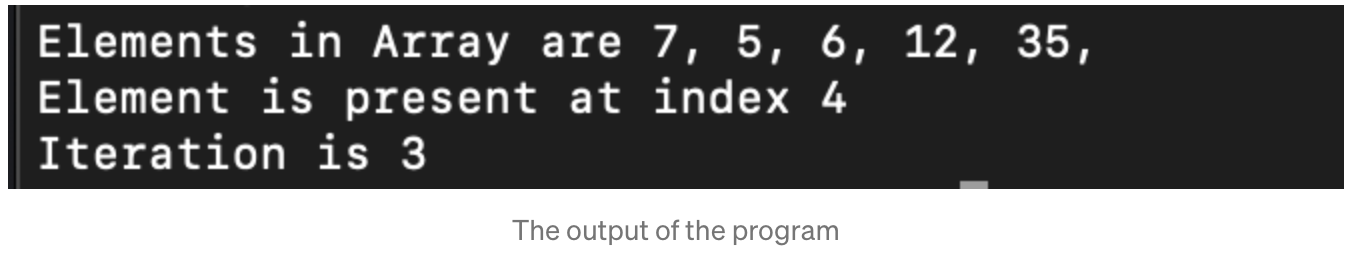 Elements in Array are 7, 5, 6, 12, 35,
Element is present at index 4
Iteration is 3
The output of the program